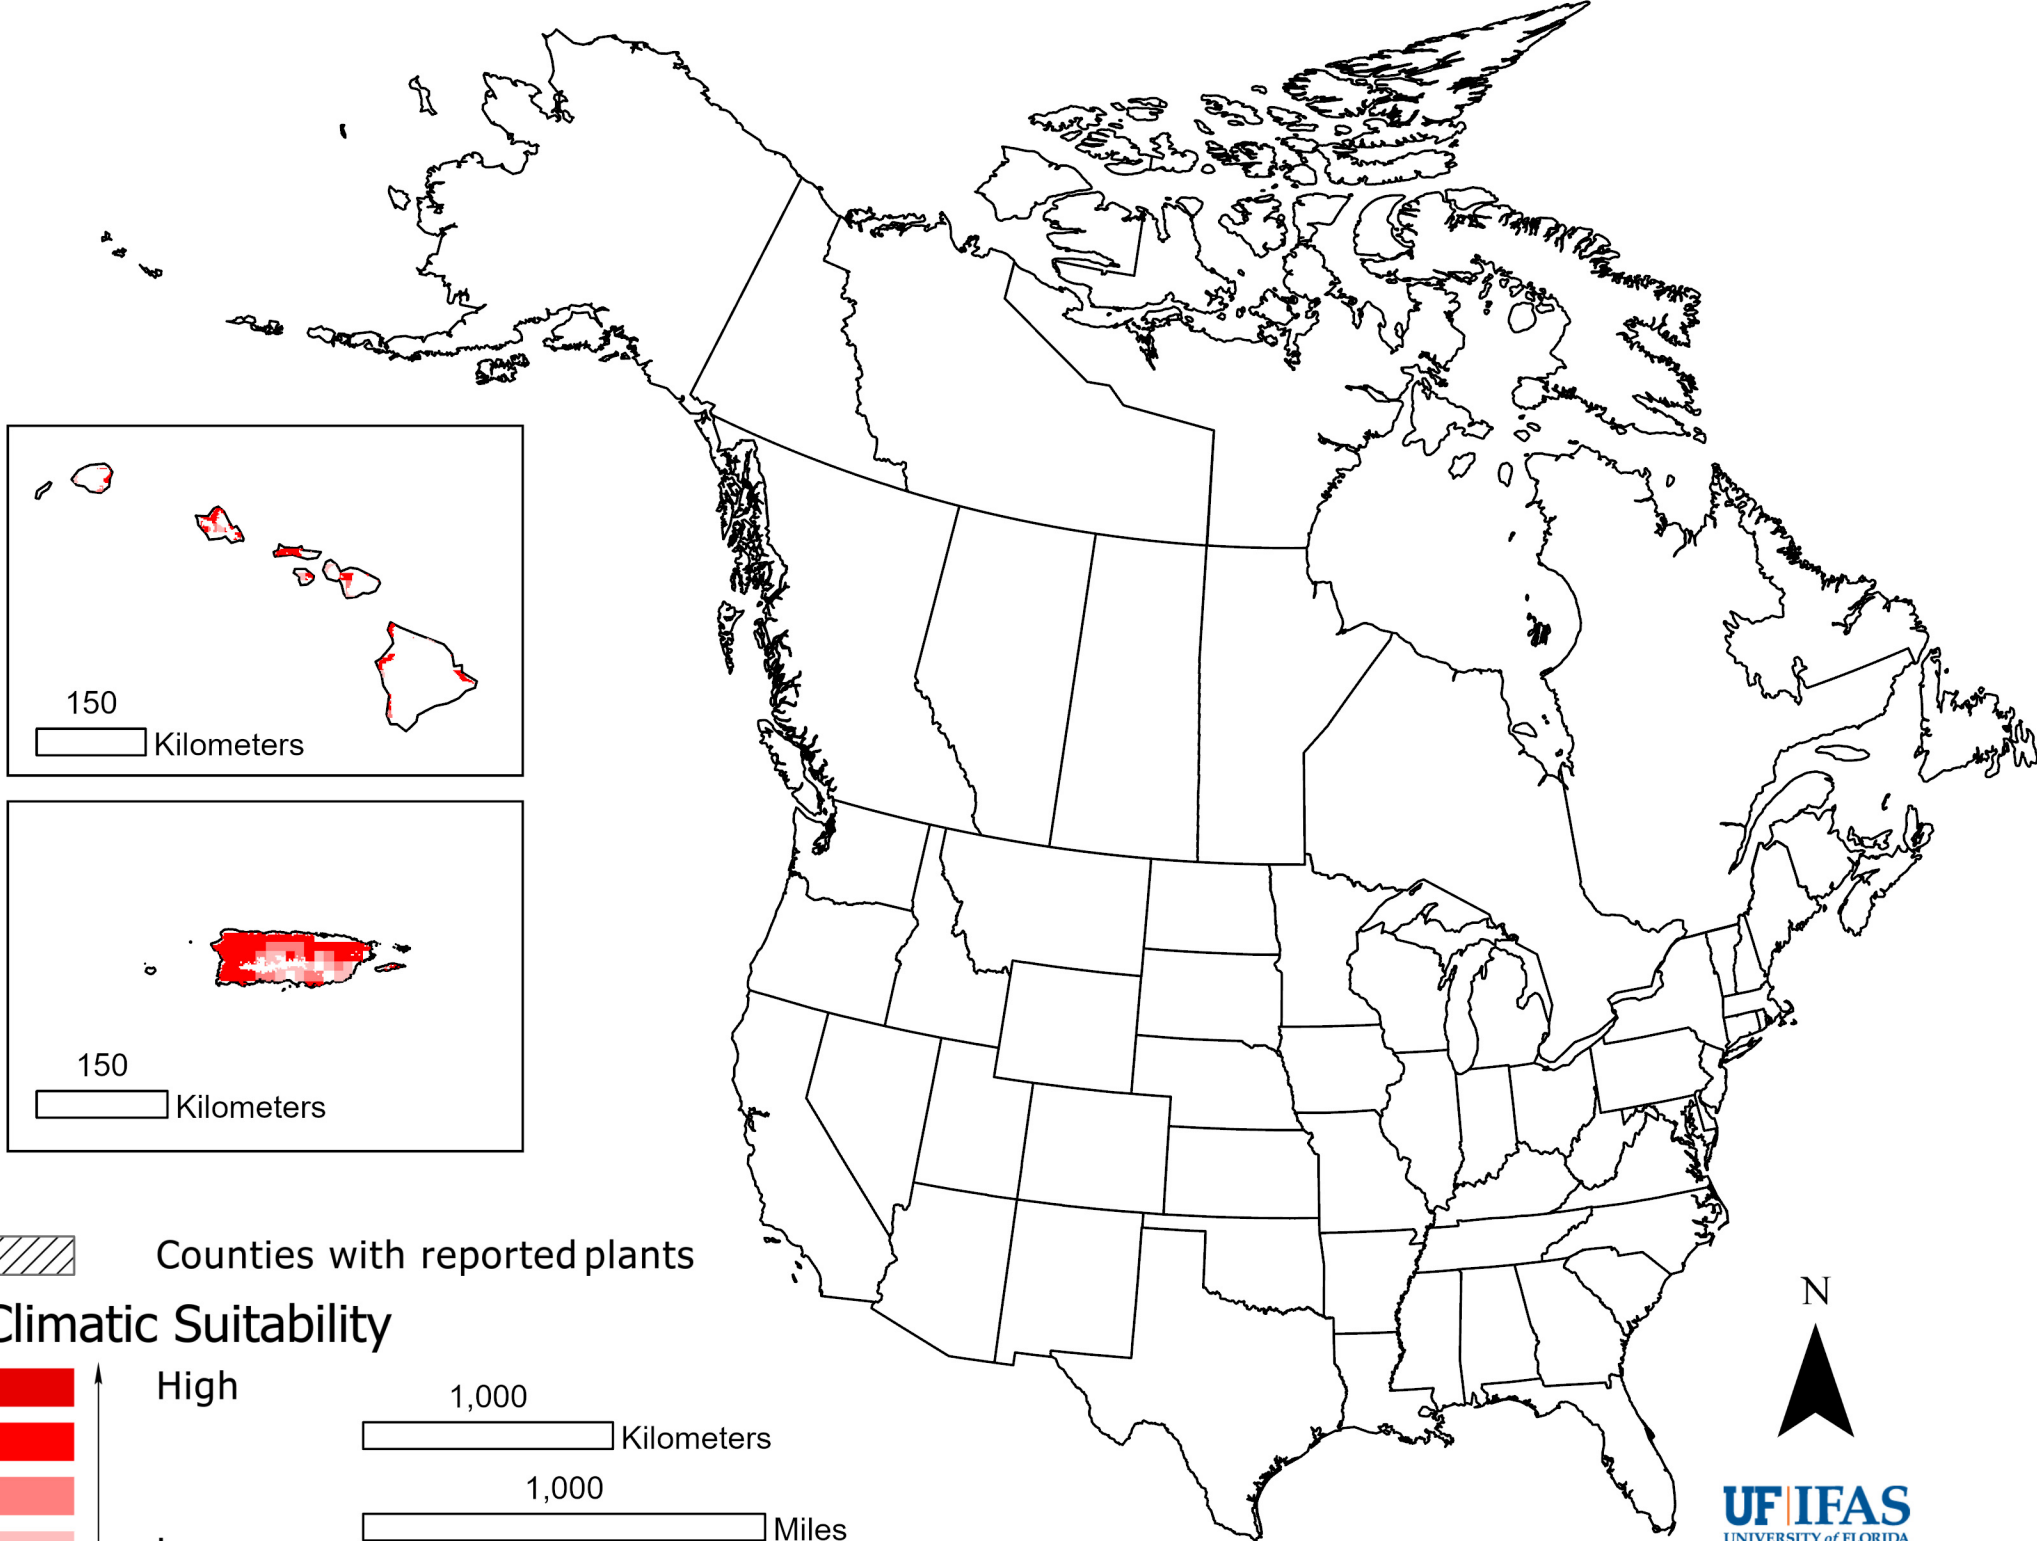 150
Kilometers
150
Kilometers
Counties with reported plants
Climatic Suitability
High
1,000
Kilometers
1,000
Miles
N
UF|IFAS
UNIVERSITY of FLORIDA